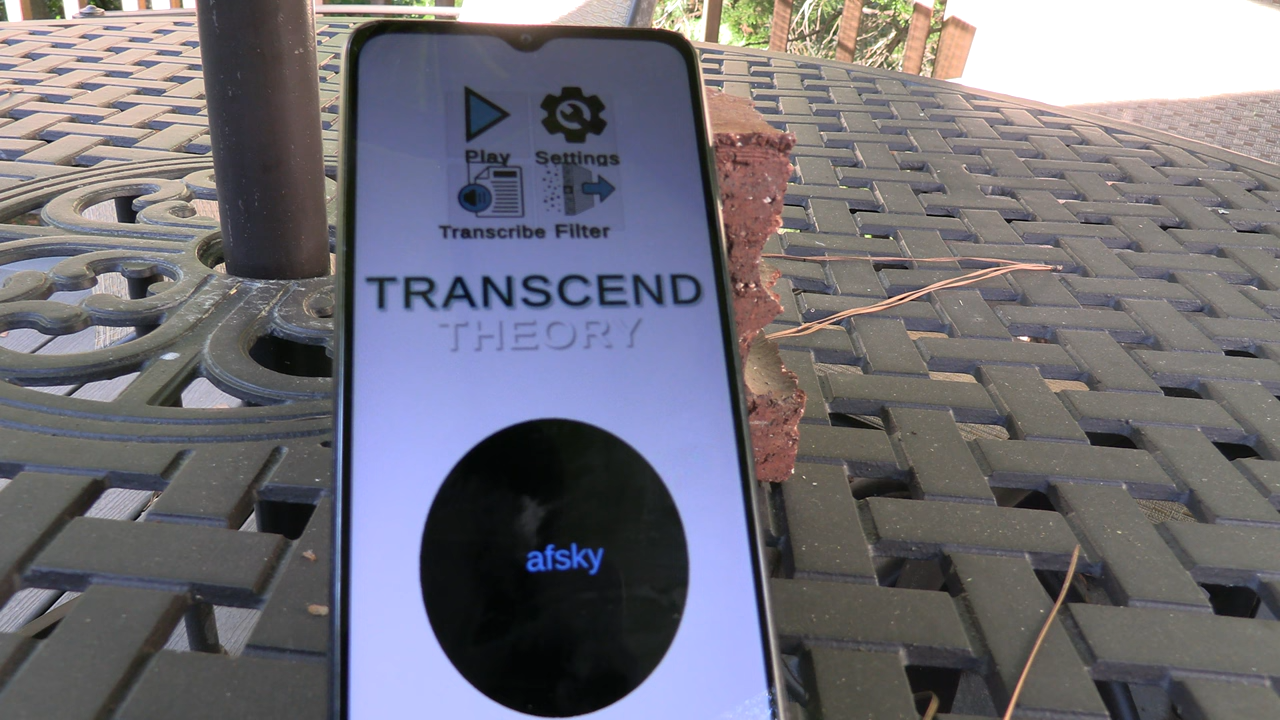 Play Settings
Transcribe Filter
TRANSCEND
THEORY
afsky